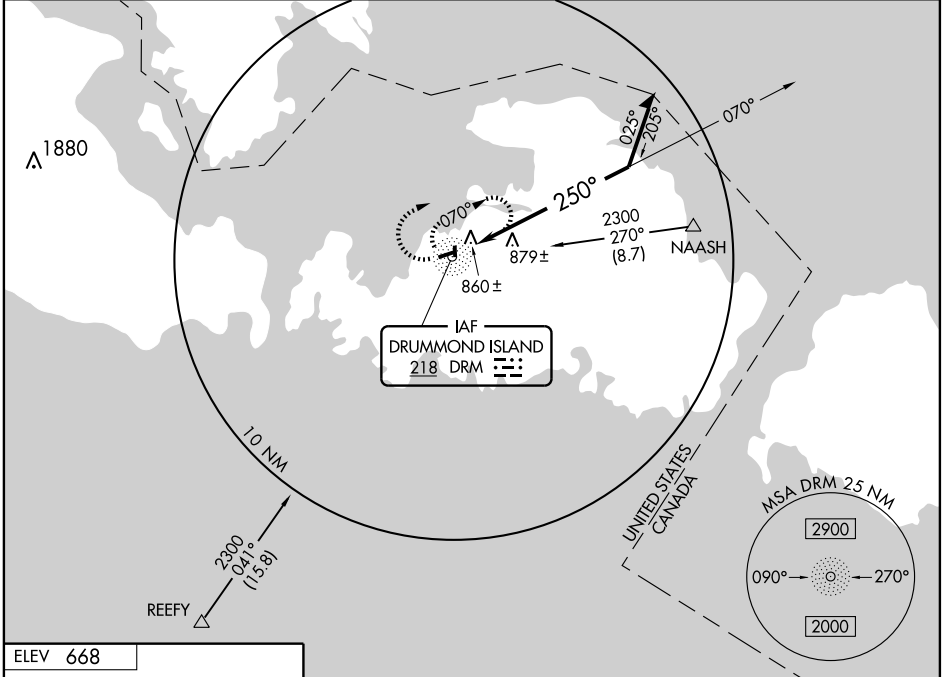 1880
025°
205°
070°
250°
070°
2300
270°
(8.7)
NAASH
879±
860±
IAF
DRUMMOND ISLAND
218 DRM
10 NM
UNITED STATES
CANADA
MSA DRM 25 NM
2900
090°
270°
2000
2300
041°
(15.8)
REEFY
ELEV 668